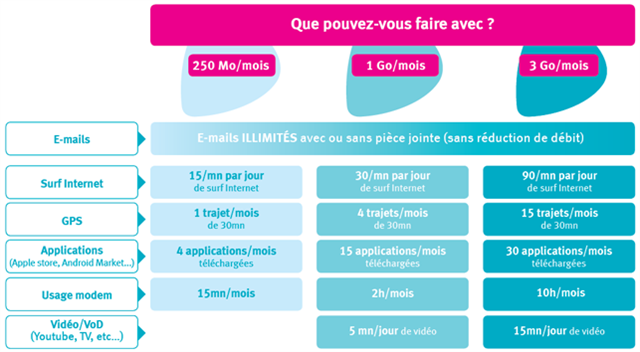 Que pouvez-vous faire avec ?
250 Mo/mois
1 Go/mois
3 Go/mois
E-mails
E-mails ILLIMITÉS avec ou sans pièce jointe (sans réduction de débit)
Surf Internet
15/mn par jour
de surf Internet
30/mn par jour
de surf Internet
90/mn par jour
de surf Internet
GPS
1 trajet/mois
de 30mn
4 trajets/mois
de 30mn
15 trajets/mois
de 30mn
Applications
(Apple store, Android Market...)
4 applications/mois
téléchargées
15 applications/mois
téléchargées
30 applications/mois
téléchargées
Usage modem
15mn/mois
2h/mois
10h/mois
Vidéo/VoD
(Youtube, TV, etc...)
5 mn/jour de vidéo
15mn/jour de vidéo